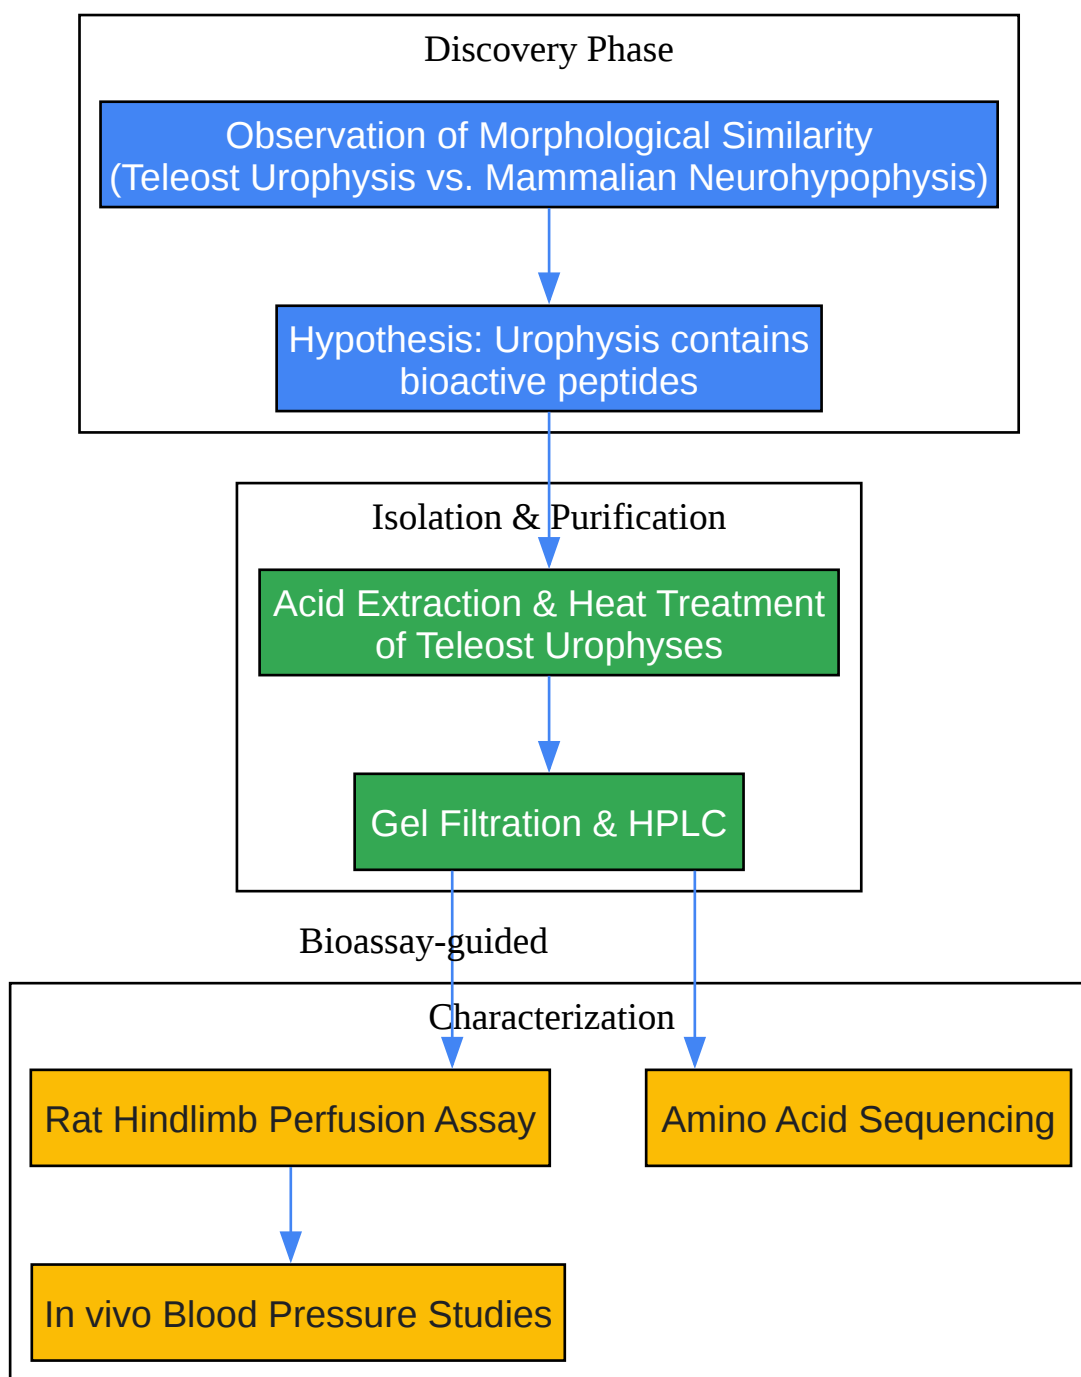 Discovery Phase
Observation of Morphological Similarity
(Teleost Urophysis vs. Mammalian Neurohypophysis)
Hypothesis: Urophysis contains
bioactive peptides
Isolation & Purification
Acid Extraction & Heat Treatment
of Teleost Urophyses
Gel Filtration & HPLC
Bioassay-guided
Characterization
Rat Hindlimb Perfusion Assay
Amino Acid Sequencing
In vivo Blood Pressure Studies